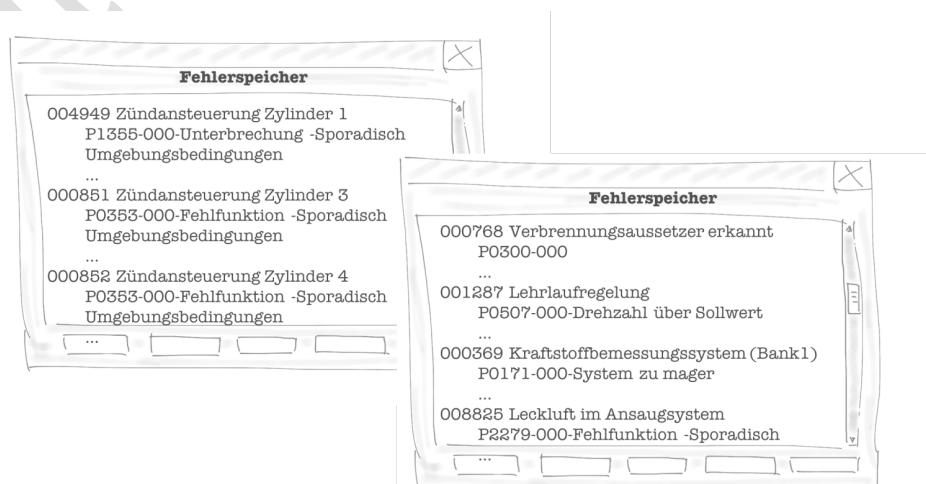 Fehlerspeicher
004949 Zündansteuerung Zylinder 1
P1355-000-Unterbrechung -Sporadisch
Umgebungsbedingungen
...
000851 Zündansteuerung Zylinder 3
P0353-000-Fehlfunktion -Sporadisch
Umgebungsbedingungen
...
000852 Zündansteuerung Zylinder 4
P0353-000-Fehlfunktion -Sporadisch
Umgebungsbedingungen
...
Fehlerspeicher
000768 Verbrennungsaussetzer erkannt
P0300-000
...
001287 Lehrlaufregelung
P0507-000-Drehzahl über Sollwert
...
000369 Kraftstoffbemessungssystem (Bank1)
P0171-000-System zu mager
...
008825 Leckluft im Ansaugsystem
P2279-000-Fehlfunktion -Sporadisch
...